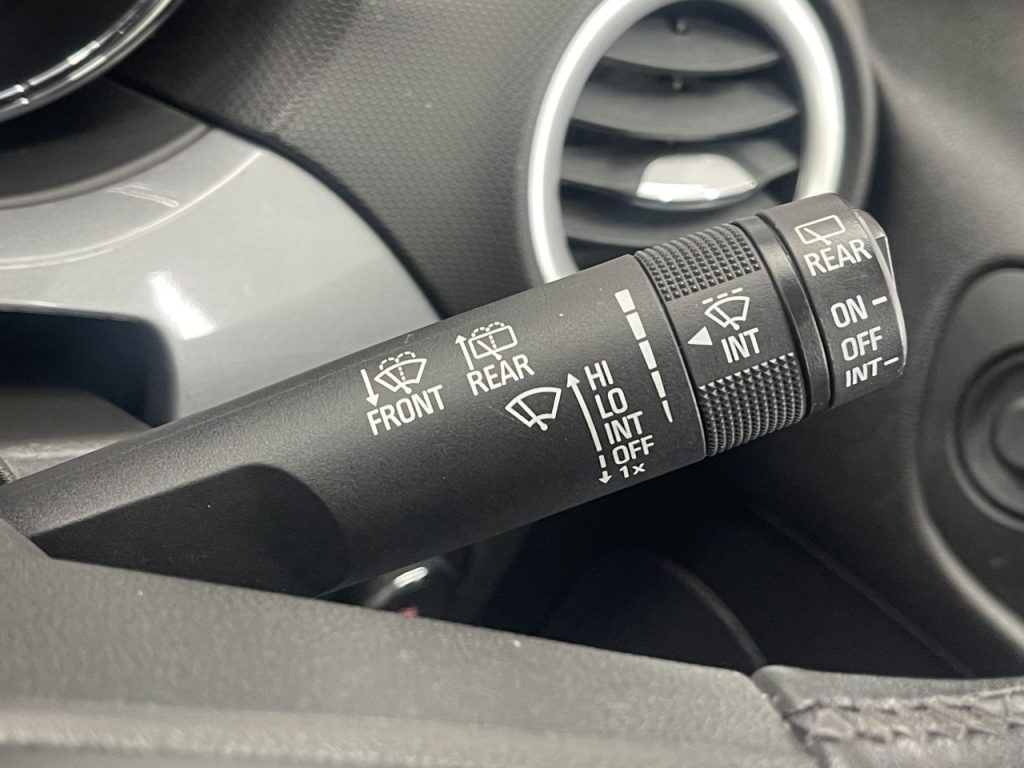 FRONT
REAR
HI
LO
INT
OFF
1x
INT
REAR
ON
OFF
INT